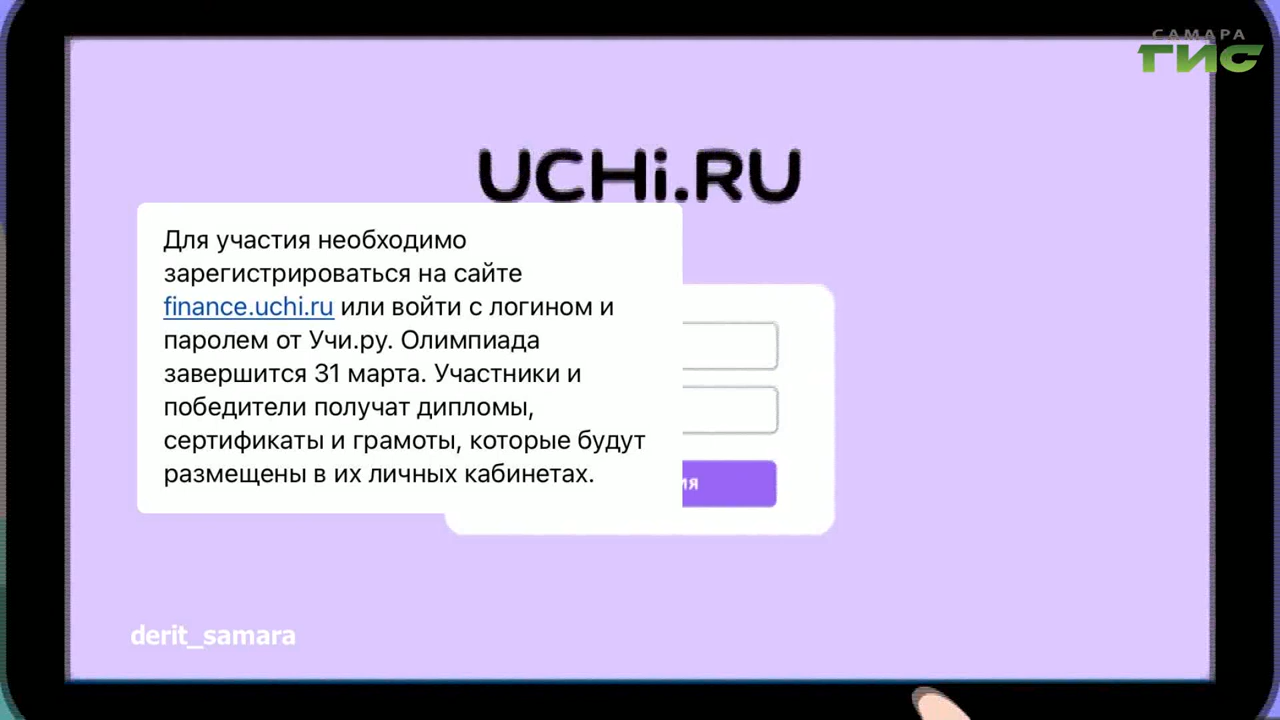 САМАРА
ГИС
UCHi.RU
Для участия необходимо
зарегистрироваться на сайте
finance.uchi.ru или войти с логином и
паролем от Учи.ру. Олимпиада
завершится 31 марта. Участники и
победители получат дипломы,
сертификаты и грамоты, которые будут
размещены в их личных кабинетах.
derit_samara